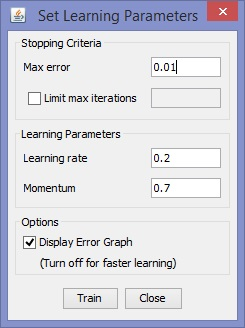 Set Learning Parameters
Stopping Criteria
Max error 0.01
Limit max iterations
Learning Parameters
Learning rate 0.2
Momentum 0.7
Options
Display Error Graph
(Turn off for faster learning)
Train Close